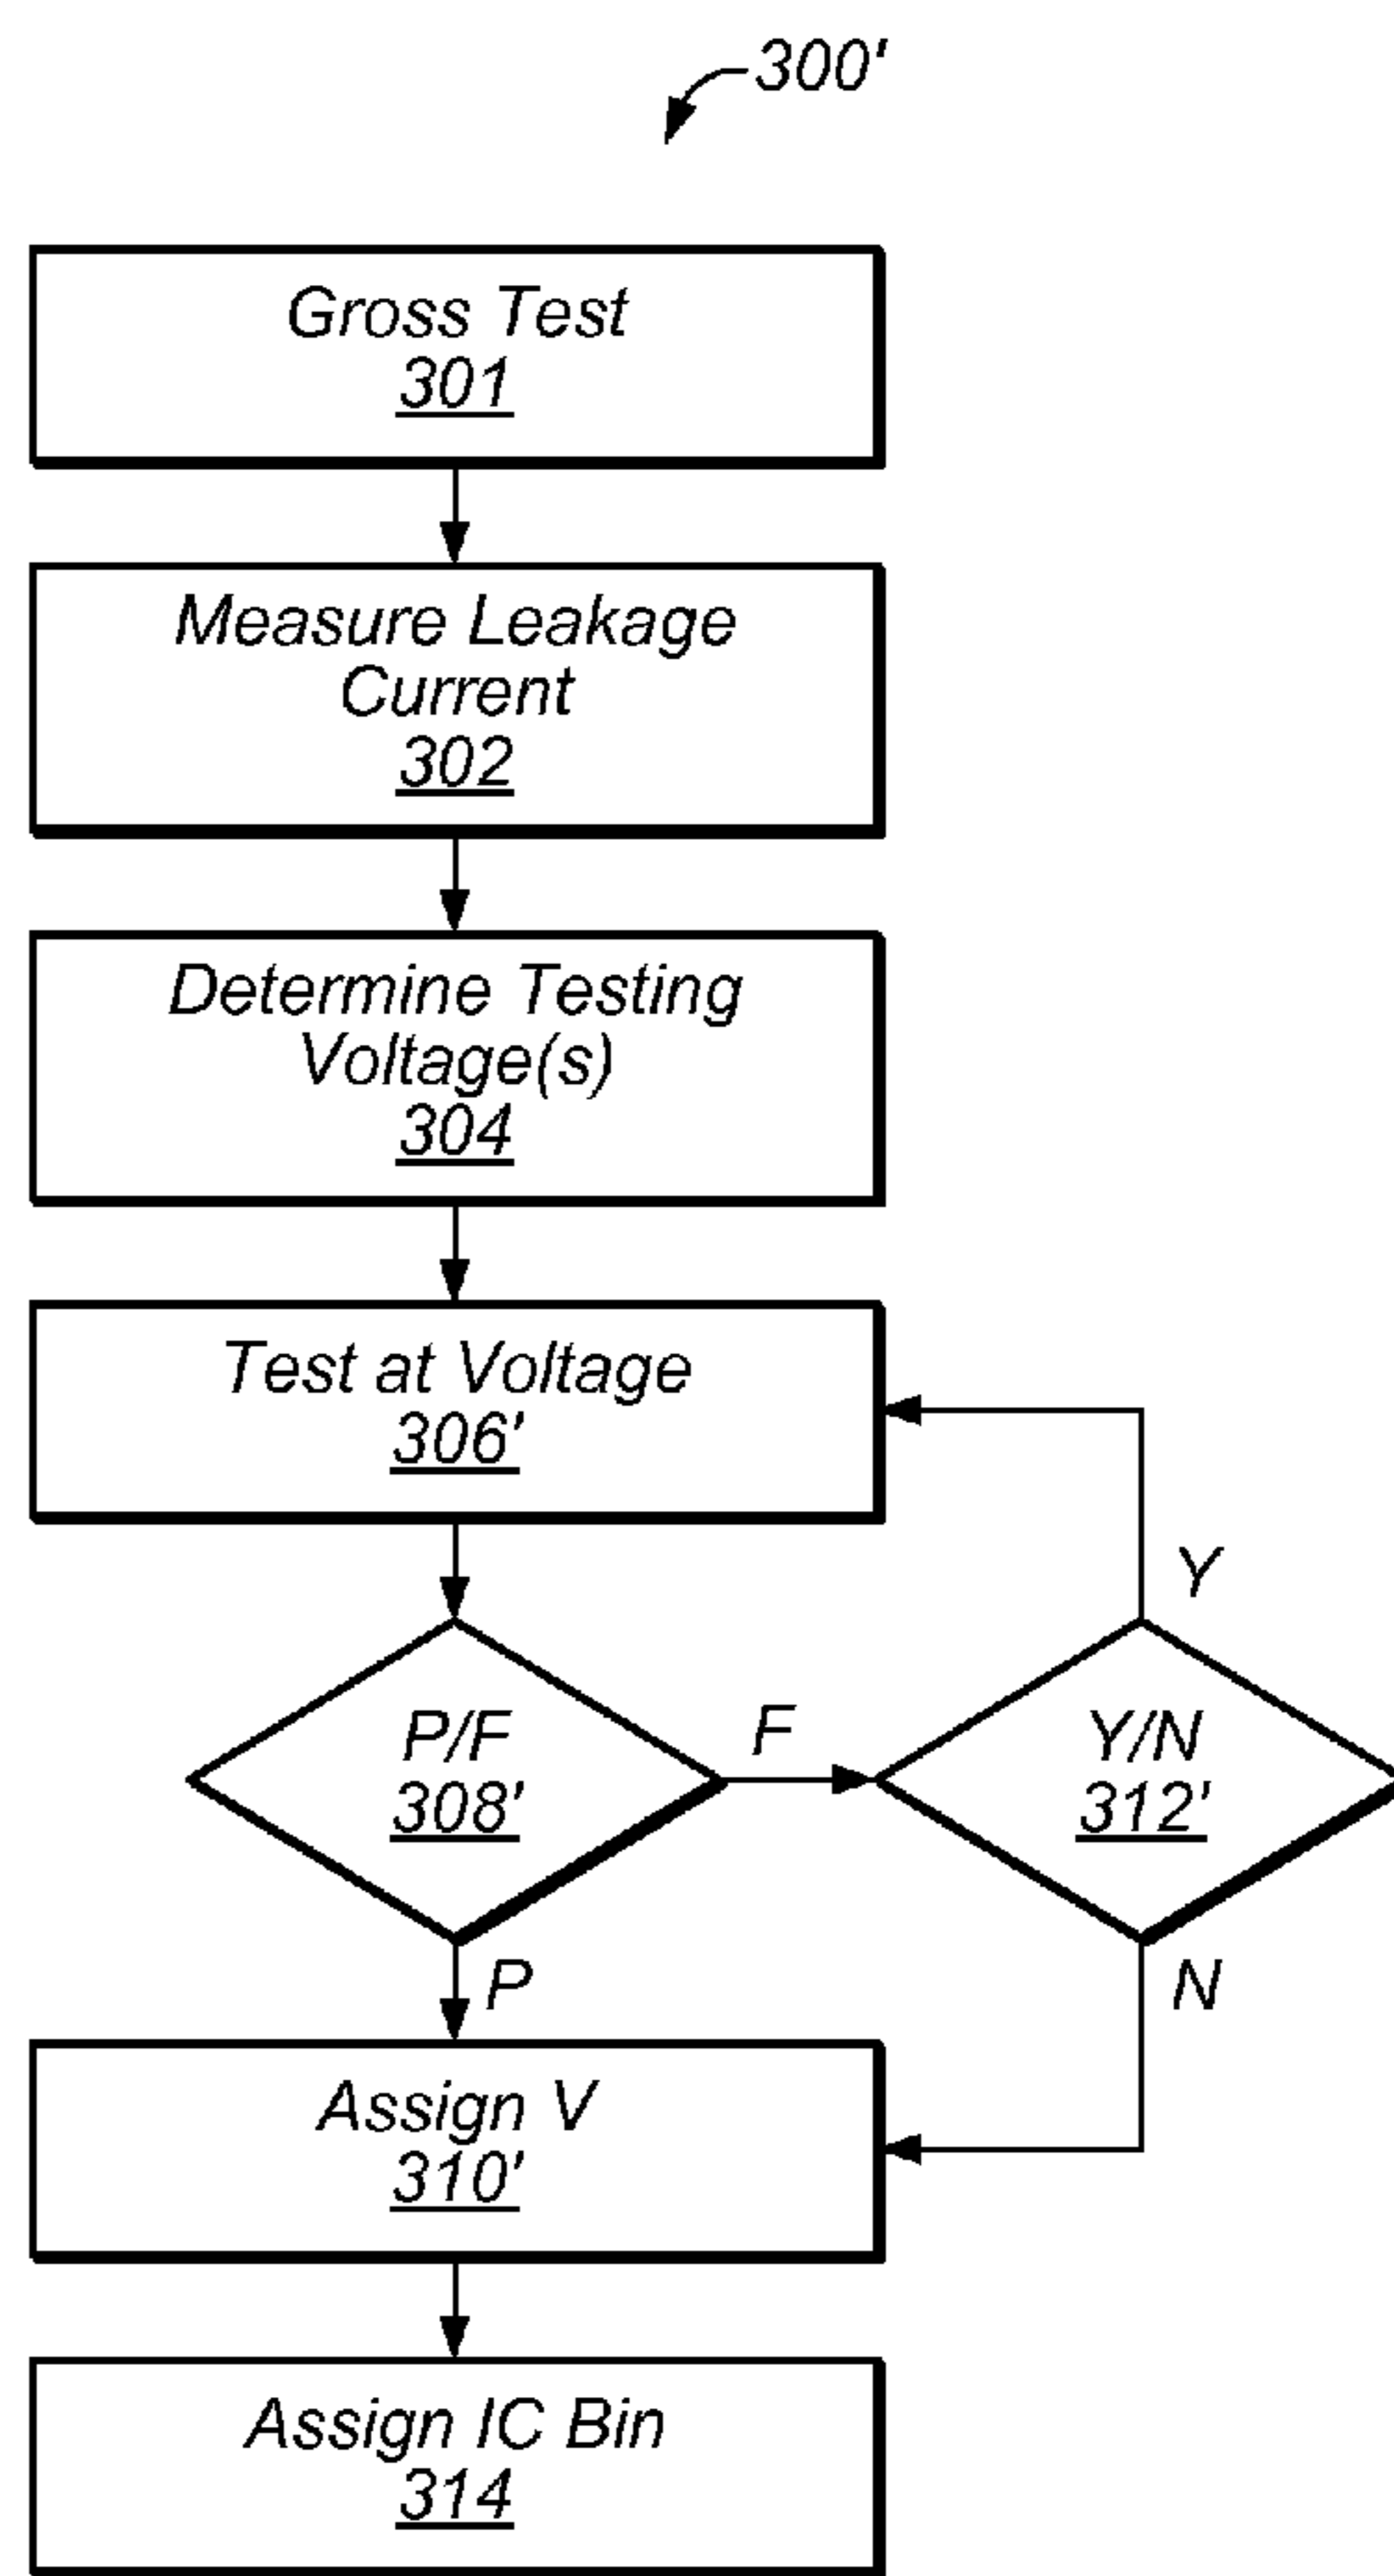 300'
Gross Test
301
Measure Leakage
Current
302
Determine Testing
Voltage(s)
304
Test at Voltage
306'
Y
P/F
308'
F
Y/N
312'
P
N
Assign V
310'
Assign IC Bin
314